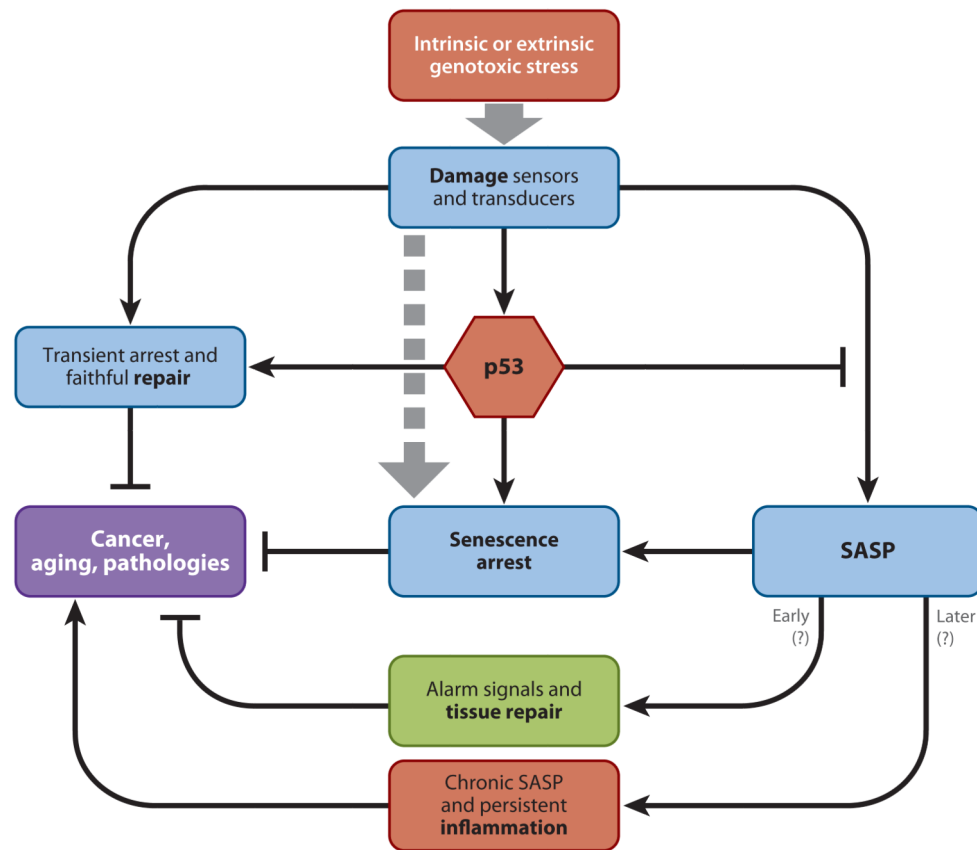 Intrinsic or extrinsic
genotoxic stress
Damage sensors
and transducers
Transient arrest and
faithful repair
p53
Cancer,
aging, pathologies
Senescence
arrest
SASP
Early
(?)
Later
(?)
Alarm signals and
tissue repair
Chronic SASP
and persistent
inflammation